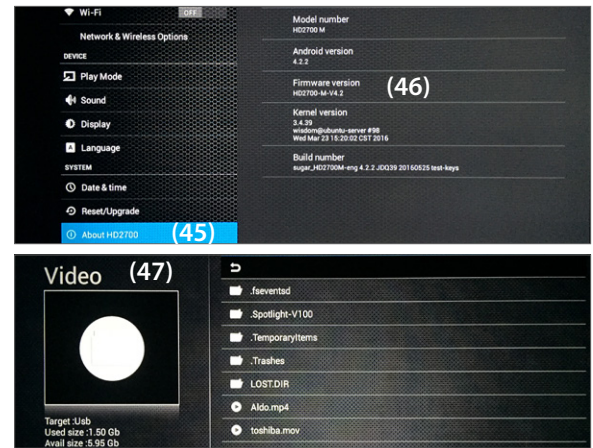 Wi-Fi
OFF
Network & Wireless Options
DEVICE
Play Mode
Sound
Display
A Language
SYSTEM
Date & time
Reset/Upgrade
About HD2700
(45)
Model number
HD2700 M
Android version
4.2.2
Firmware version
HD2700-M-V4.2
(46)
Kernel version
3.4.39
wisdom@ubuntu-server #98
Wed Mar 23 15:20:02 CST 2016
Build number
sugar_HD2700M-eng 4.2.2 JDQ39 20160525 test-keys
Video
(47)
Target :Usb
Used size :1.50 Gb
Avail size :5.95 Gb
.fseventsd
.Spotlight-V100
.TemporaryItems
.Trashes
LOST.DIR
Aldo.mp4
toshiba.mov